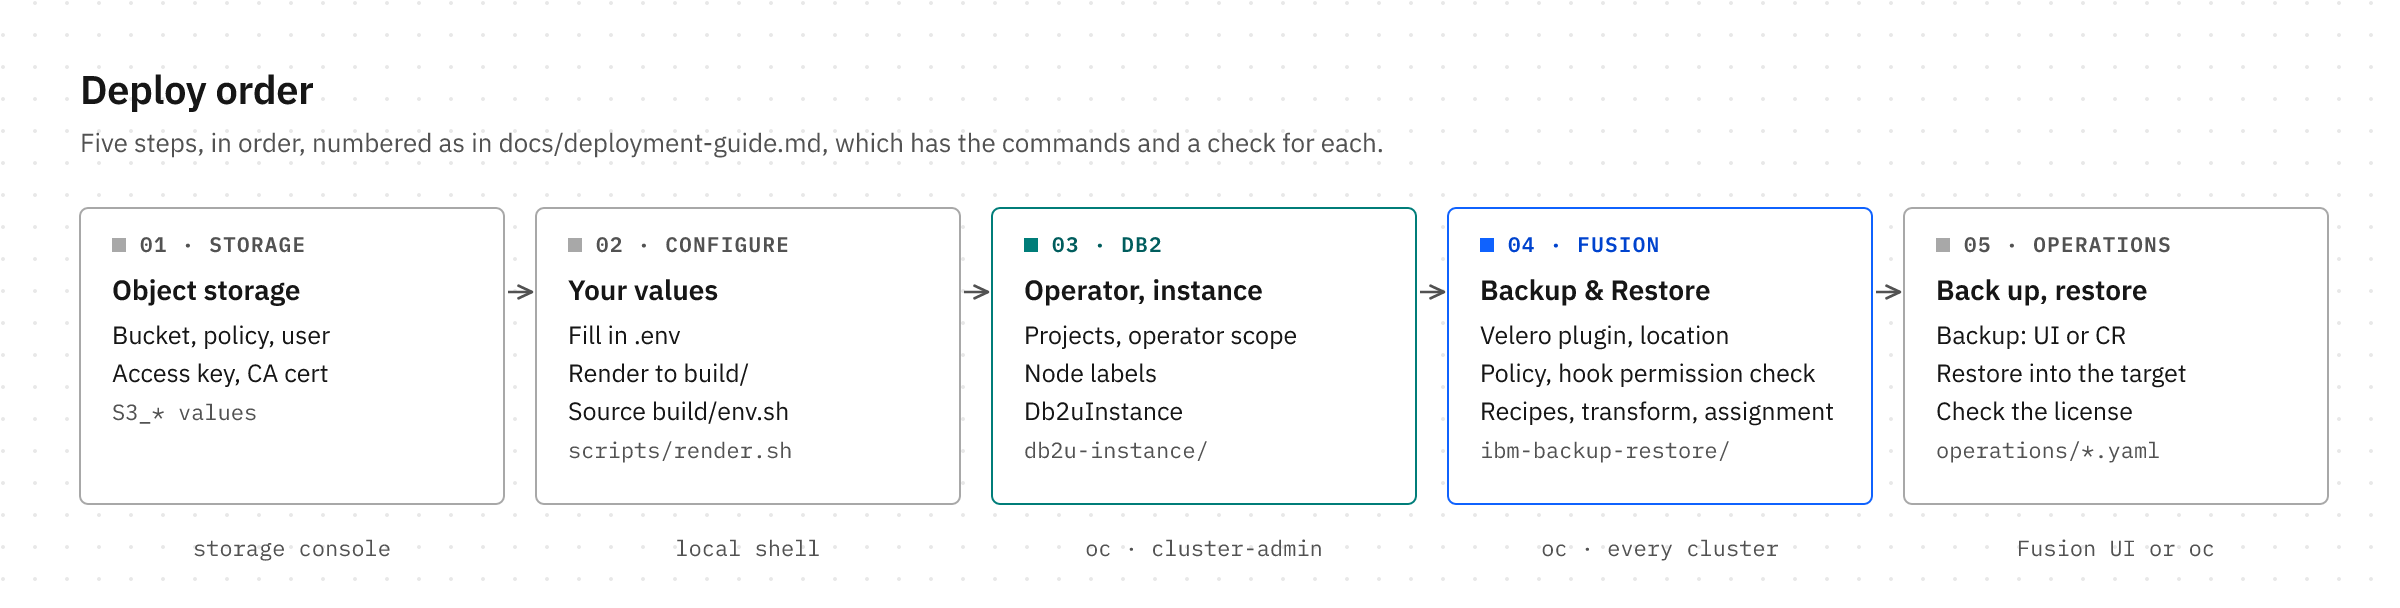 Deploy order
Five steps, in order, numbered as in docs/deployment-guide.md, which has the commands and a check for each.
01 · STORAGE
Object storage
Bucket, policy, user
Access key, CA cert
S3_* values
storage console
02 · CONFIGURE
Your values
Fill in .env
Render to build/
Source build/env.sh
scripts/render.sh
local shell
03 · DB2
Operator, instance
Projects, operator scope
Node labels
Db2uInstance
db2u-instance/
oc · cluster-admin
04 · FUSION
Backup & Restore
Velero plugin, location
Policy, hook permission check
Recipes, transform, assignment
ibm-backup-restore/
oc · every cluster
05 · OPERATIONS
Back up, restore
Backup: UI or CR
Restore into the target
Check the license
operations/*.yaml
Fusion UI or oc